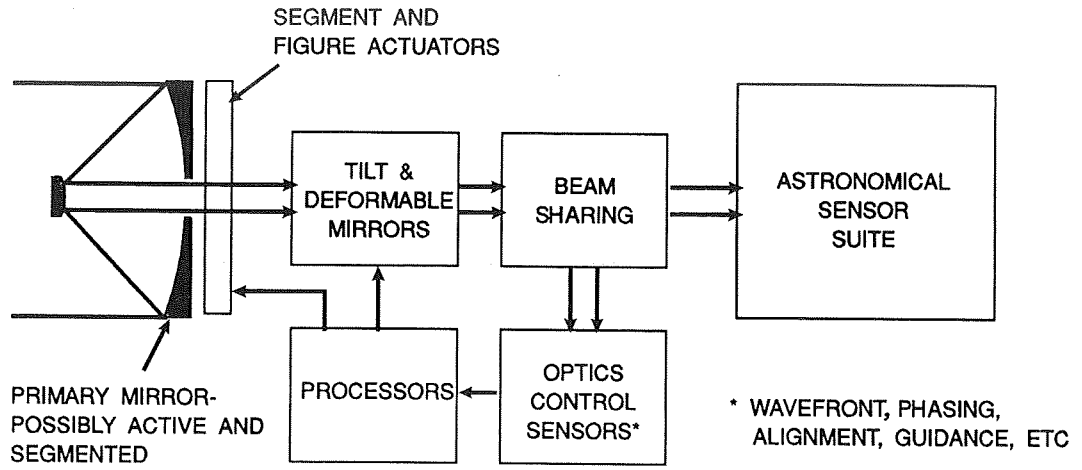 SEGMENT AND
FIGURE ACTUATORS
TILT &
DEFORMABLE
MIRRORS
BEAM
SHARING
ASTRONOMICAL
SENSOR
SUITE
PROCESSORS
OPTICS
CONTROL
SENSORS*
PRIMARY MIRROR-
POSSIBLY ACTIVE AND
SEGMENTED
* WAVEFRONT, PHASING,
ALIGNMENT, GUIDANCE, ETC